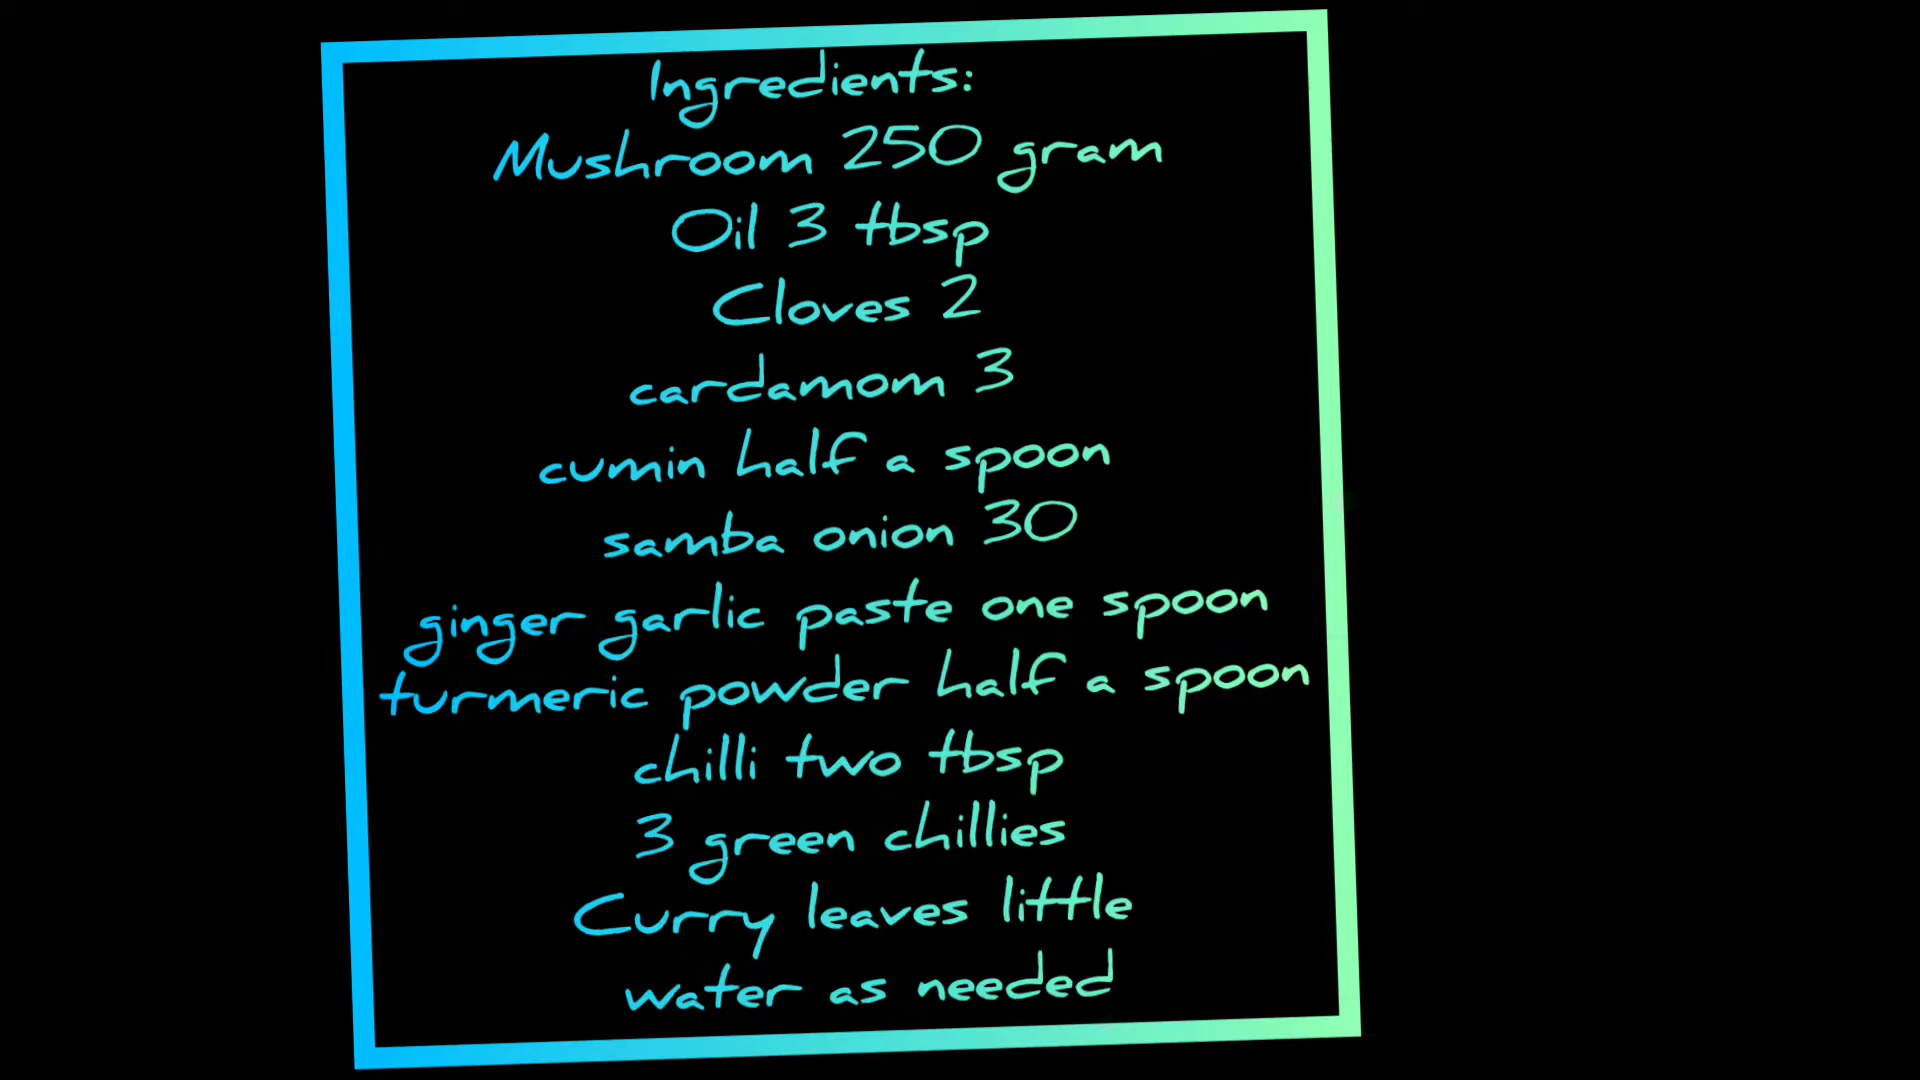 Ingredients:
Mushroom 250 gram
Oil 3 tbsp
Cloves 2
cardamom 3
cumin half a spoon
samba onion 30
ginger garlic paste one spoon
turmeric powder half a spoon
chilli two tbsp
3 green chillies
Curry leaves little
water as needed